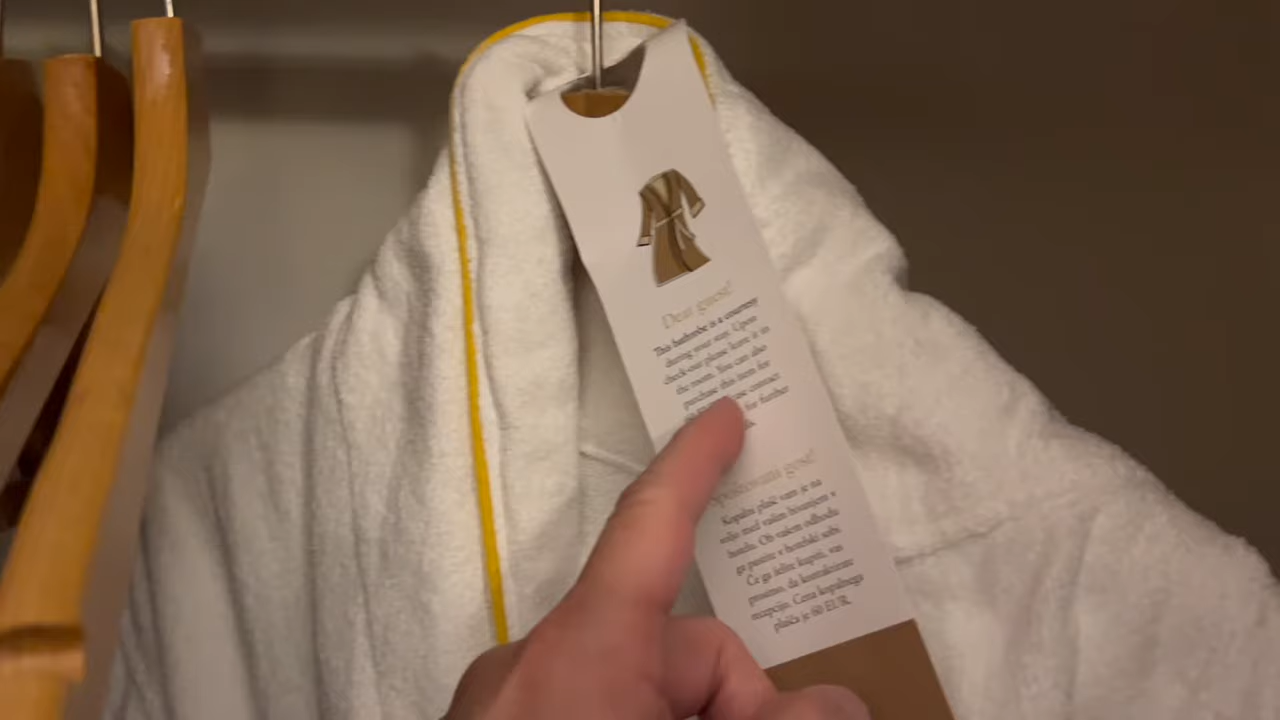 Dear guest!
This bathrobe is a courtesy
during your stay. Upon
check-out please leave it in
the room. You can also
purchase this item for
contact
for further
Spoštovani gost!
Kopalni plašč vam je na
voljo med vašim bivanjem v
hotelu. Ob vašem odhodu
ga pustite v hotelski sobi.
Če ga želite kupiti, vas
prosimo, da kontaktirate
recepcijo. Cena kopalnega
plašča je 60 EUR.